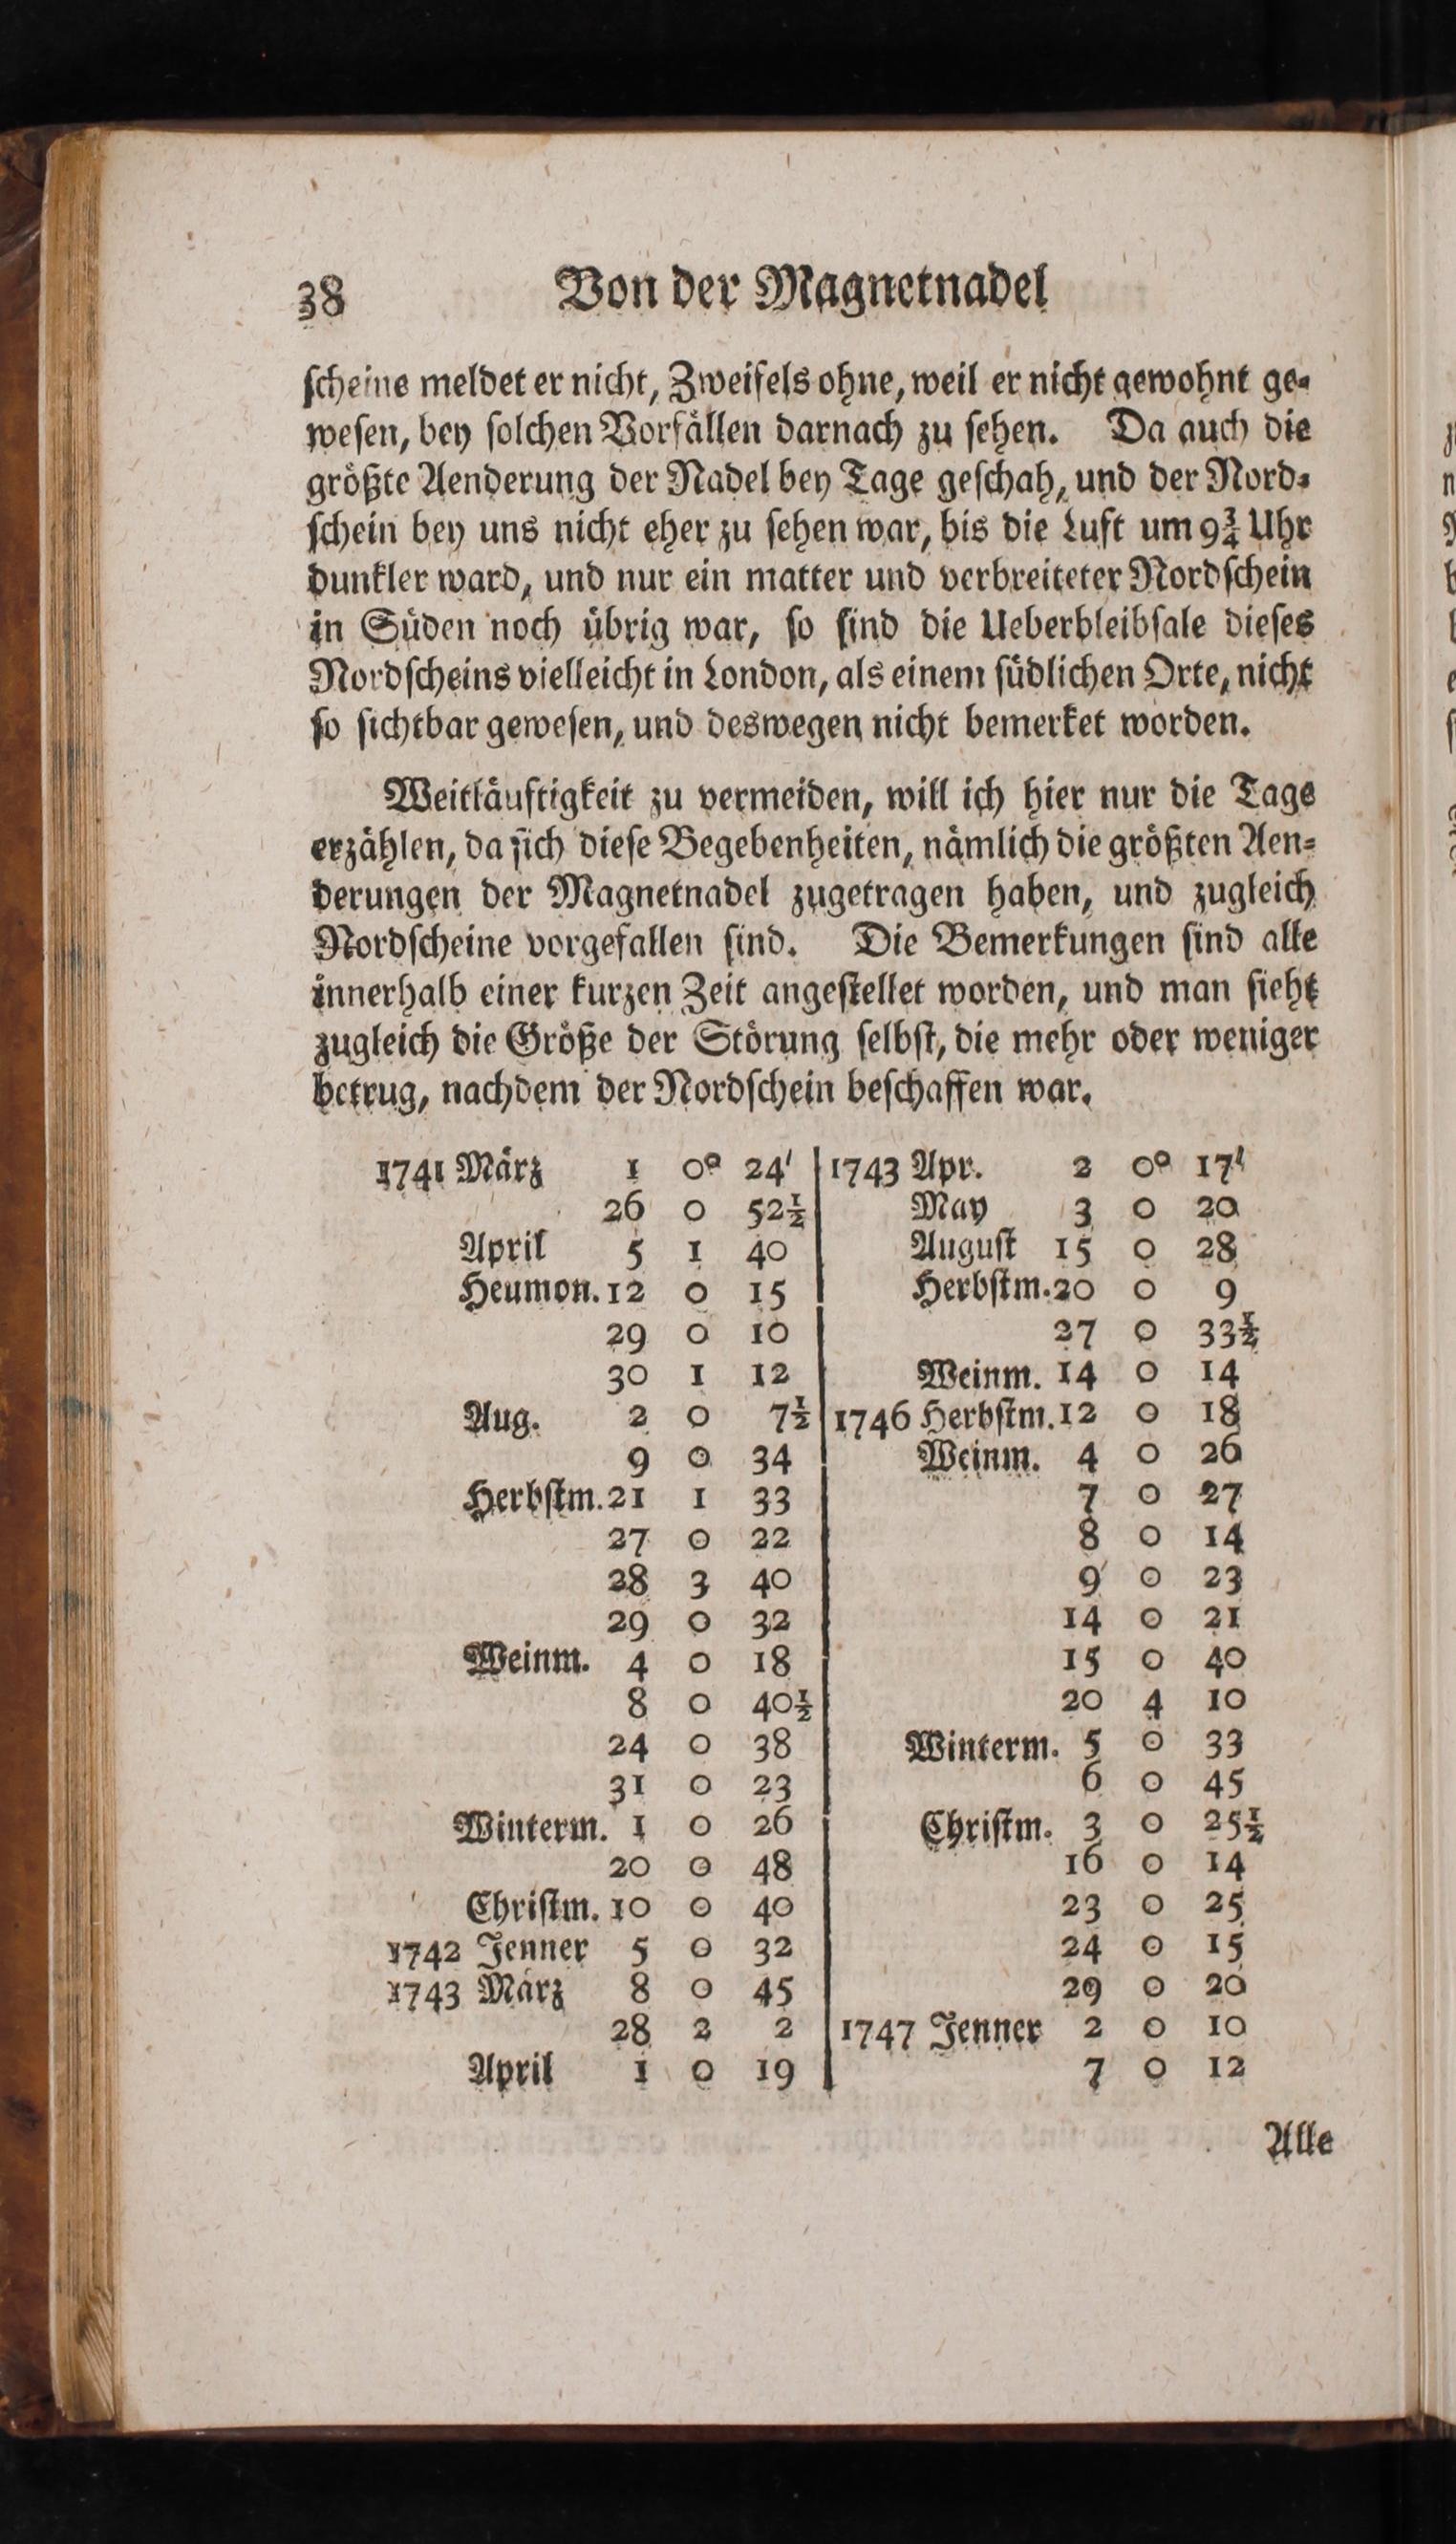 38 Von der Magnetnadel
ſcheine meldet er nicht, Zweifels ohne, weil er nicht gewohnt ge-
weſen, bey ſolchen Vorfällen darnach zu ſehen. Da auch die
größte Aenderung der Nadel bey Tage geſchah, und der Nord-
ſchein bey uns nicht eher zu ſehen war, bis die Luft um 9¾ Uhr
dunkler ward, und nur ein matter und verbreiteter Nordſchein
in Süden noch übrig war, ſo ſind die Ueberbleibſale dieſes
Nordſcheins vielleicht in London, als einem ſüdlichen Orte, nicht
ſo ſichtbar geweſen, und deswegen nicht bemerket worden.
Weitläuftigkeit zu vermeiden, will ich hier nur die Tage
erzählen, da ſich dieſe Begebenheiten, nämlich die größten Aen-
derungen der Magnetnadel zugetragen haben, und zugleich
Nordſcheine vorgefallen ſind. Die Bemerkungen ſind alle
innerhalb einer kurzen Zeit angeſtellet worden, und man ſieht
zugleich die Größe der Störung ſelbſt, die mehr oder weniger
betrug, nachdem der Nordſchein beſchaffen war.
1741 März 1 0° 24'
26 0 52½
April 5 1 40
Heumon. 12 0 15
29 0 10
30 1 12
Aug. 2 0 7½
9 0 34
Herbſtm. 21 1 33
27 0 22
28 3 40
29 0 32
Weinm. 4 0 18
8 0 40½
24 0 38
31 0 23
Winterm. 1 0 26
20 0 48
Chriſtm. 10 0 40
1742 Jenner 5 0 32
1743 März 8 0 45
28 2 2
April 1 0 19
1743 Apr. 2 0° 17'
May 3 0 20
Auguſt 15 0 28
Herbſtm. 20 0 9
27 0 33½
Weinm. 14 0 14
1746 Herbſtm. 12 0 18
Weinm. 4 0 26
7 0 27
8 0 14
9 0 23
14 0 21
15 0 40
20 4 10
Winterm. 5 0 33
6 0 45
Chriſtm. 3 0 25½
16 0 14
23 0 25
24 0 15
29 0 20
1747 Jenner 2 0 10
7 0 12
Alle